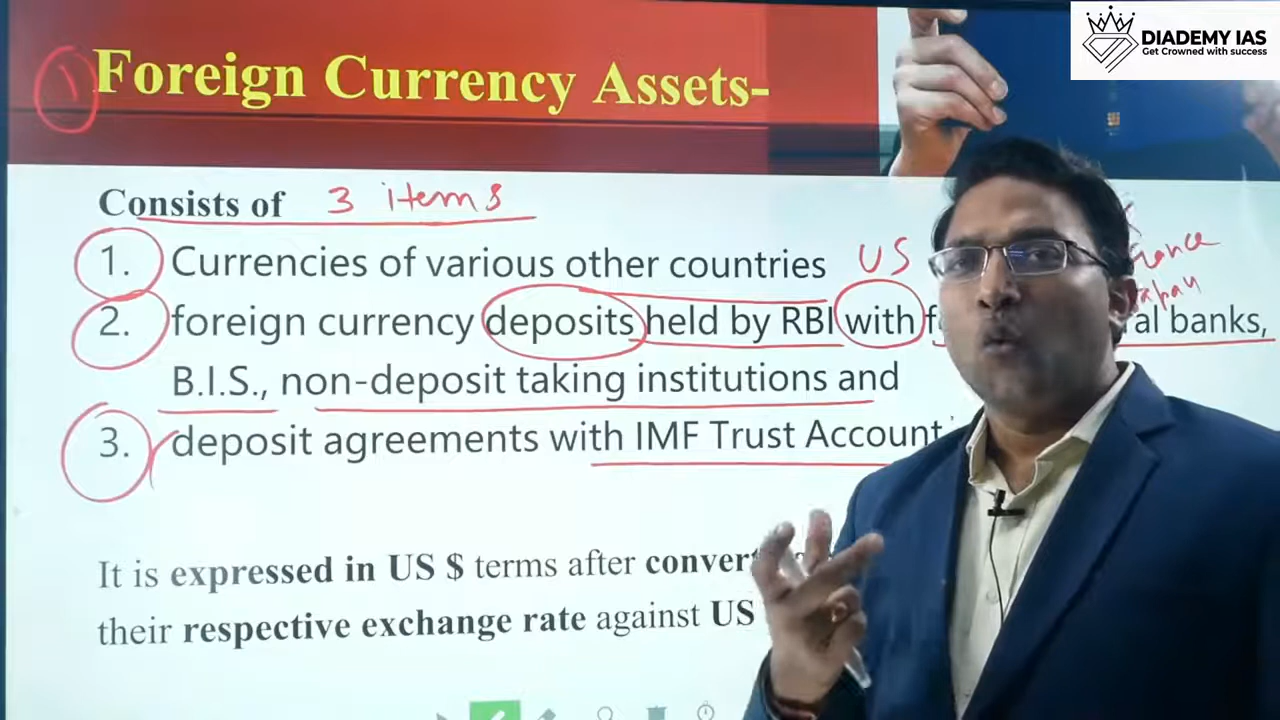 DIADEMY IAS
Get Crowned with success
1 Foreign Currency Assets-
Consists of 3 items
1. Currencies of various other countries US
Japan
2. foreign currency deposits held by RBI with banks,
B.I.S., non-deposit taking institutions and
3. deposit agreements with IMF Trust Account
It is expressed in US $ terms after
their respective exchange rate against US